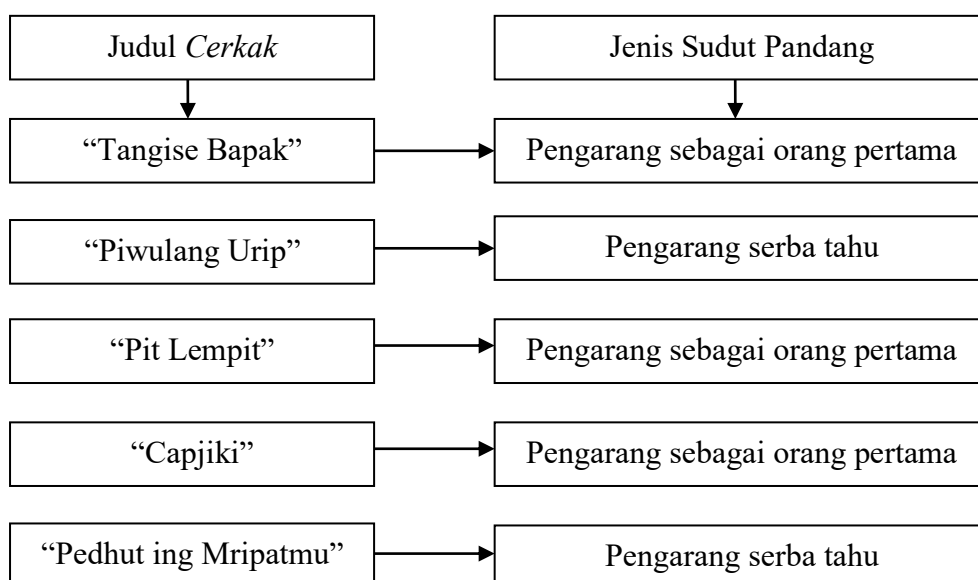 Judul Cerkak
Jenis Sudut Pandang
“Tangise Bapak”
Pengarang sebagai orang pertama
“Piwulang Urip”
Pengarang serba tahu
“Pit Lempit”
Pengarang sebagai orang pertama
“Capjiki”
Pengarang sebagai orang pertama
“Pedhut ing Mripatmu”
Pengarang serba tahu